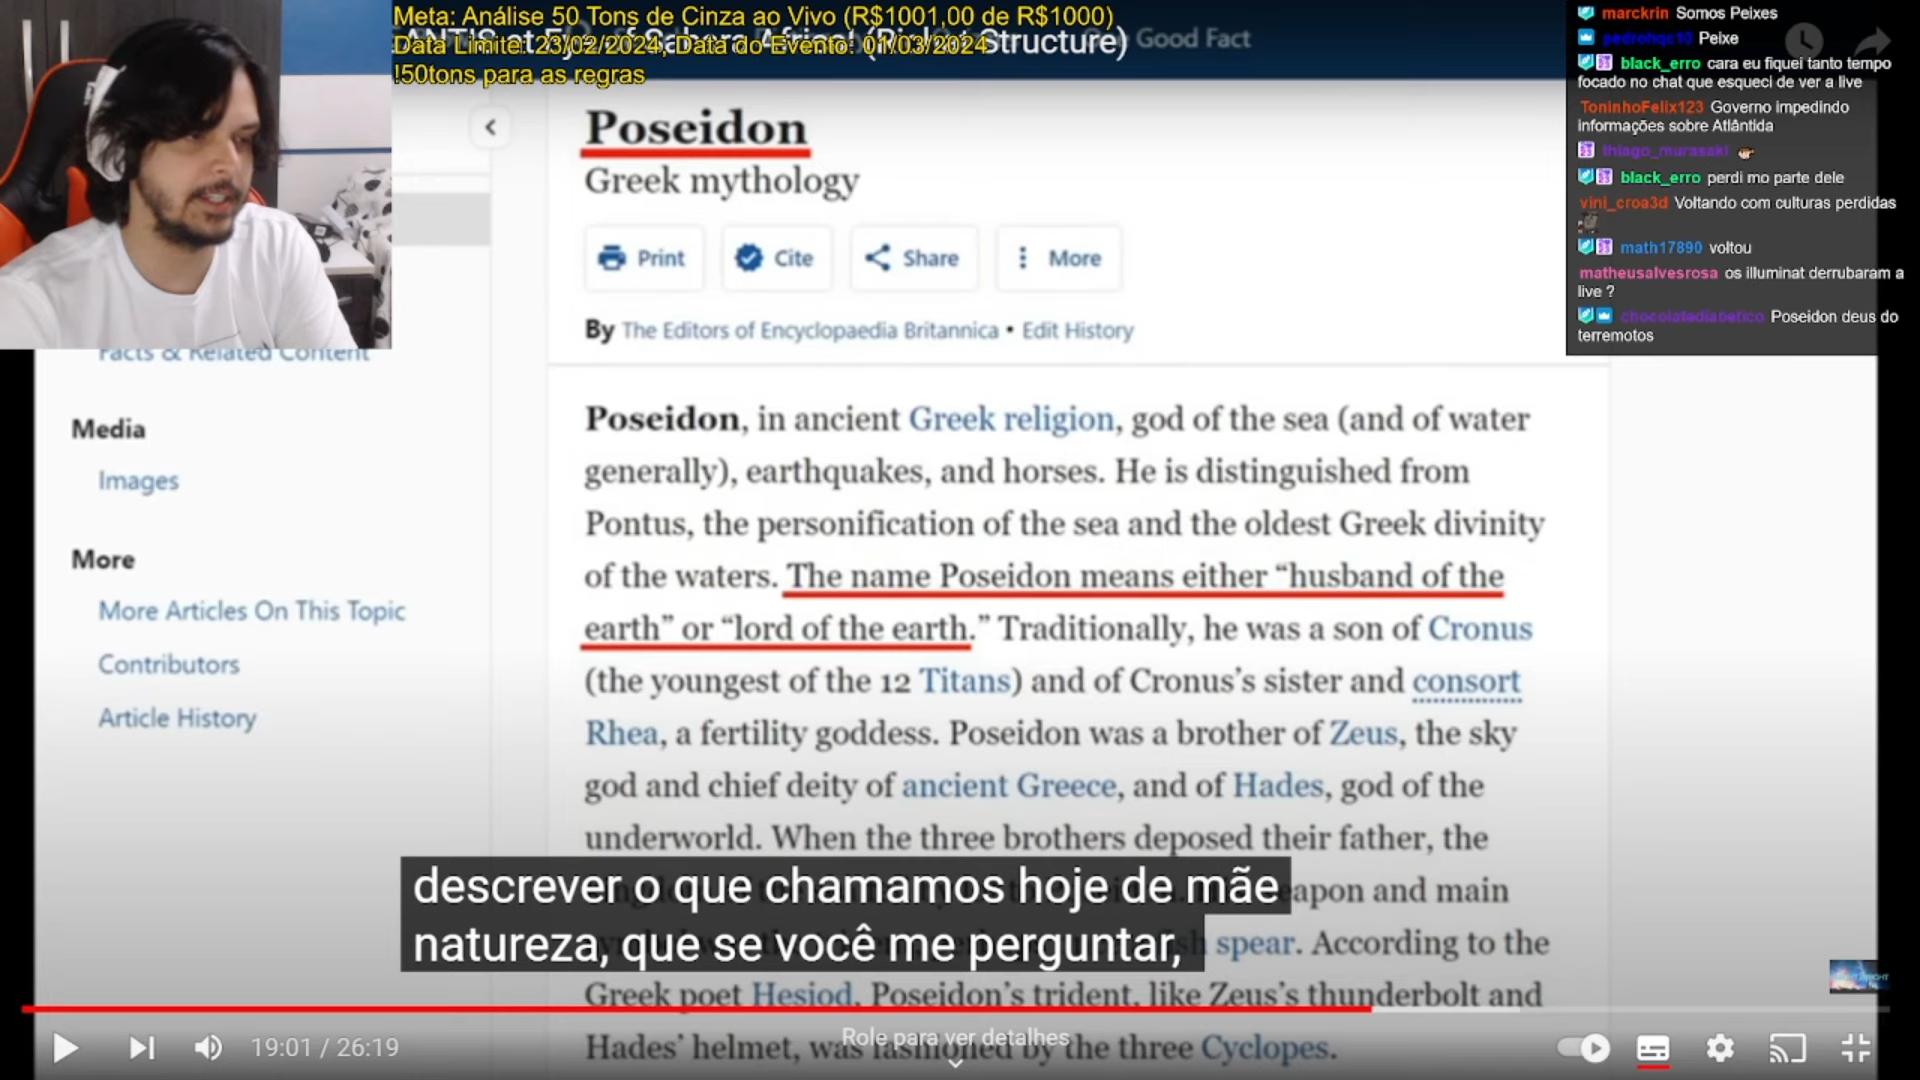 Meta: Análise 50 Tons de Cinza ao Vivo (R$1001,00 de R$1000)
Data Limite: 23/02/2024, Data do Evento: 01/03/2024
!50tons para as regras
Sahara Africa! (Richat Structure)
Good Fact
marckrin Somos Peixes
pedrohqc10 Peixe
black_erro cara eu fiquei tanto tempo
focado no chat que esqueci de ver a live
ToninhoFelix123 Governo impedindo
informações sobre Atlântida
thiago_murasaki
black_erro perdi mo parte dele
vini_croa3d Voltando com culturas perdidas
math17890 voltou
matheusalvesrosa os illuminat derrubaram a
live ?
chocolatediabetico Poseidon deus do
terremotos
Poseidon
Greek mythology
Print
Cite
Share
More
By The Editors of Encyclopaedia Britannica • Edit History
Facts & Related Content
Media
Images
More
More Articles On This Topic
Contributors
Article History
Poseidon, in ancient Greek religion, god of the sea (and of water
generally), earthquakes, and horses. He is distinguished from
Pontus, the personification of the sea and the oldest Greek divinity
of the waters. The name Poseidon means either “husband of the
earth” or “lord of the earth.” Traditionally, he was a son of Cronus
(the youngest of the 12 Titans) and of Cronus’s sister and consort
Rhea, a fertility goddess. Poseidon was a brother of Zeus, the sky
god and chief deity of ancient Greece, and of Hades, god of the
underworld. When the three brothers deposed their father, the
descrever o que chamamos hoje de mãe
and main
natureza, que se você me perguntar,
spear. According to the
Greek poet Hesiod, Poseidon’s trident, like Zeus’s thunderbolt and
Hades’ helmet, was fashioned by the three Cyclopes.
Role para ver detalhes
19:01 / 26:19